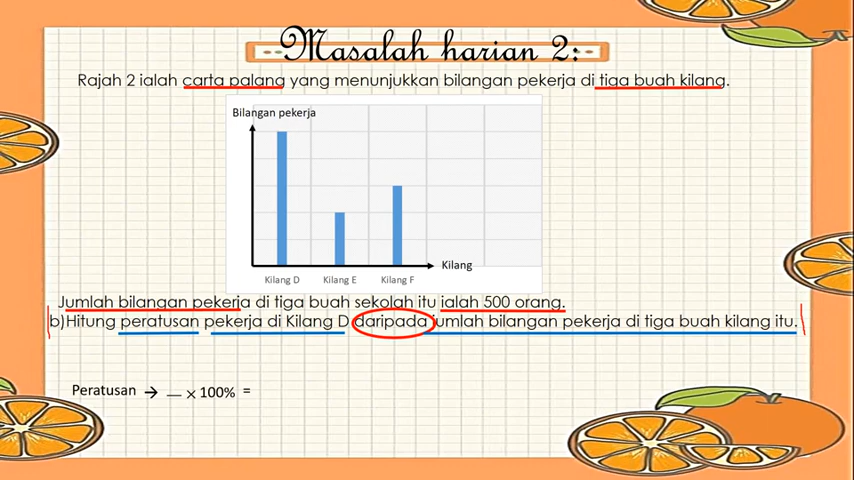 Masalah harian 2:
Rajah 2 ialah carta palang yang menunjukkan bilangan pekerja di tiga buah kilang.
Bilangan pekerja
Kilang
Kilang D Kilang E Kilang F
Jumlah bilangan pekerja di tiga buah sekolah itu ialah 500 orang.
b)Hitung peratusan pekerja di Kilang D daripada jumlah bilangan pekerja di tiga buah kilang itu.
Peratusan → __ × 100% =